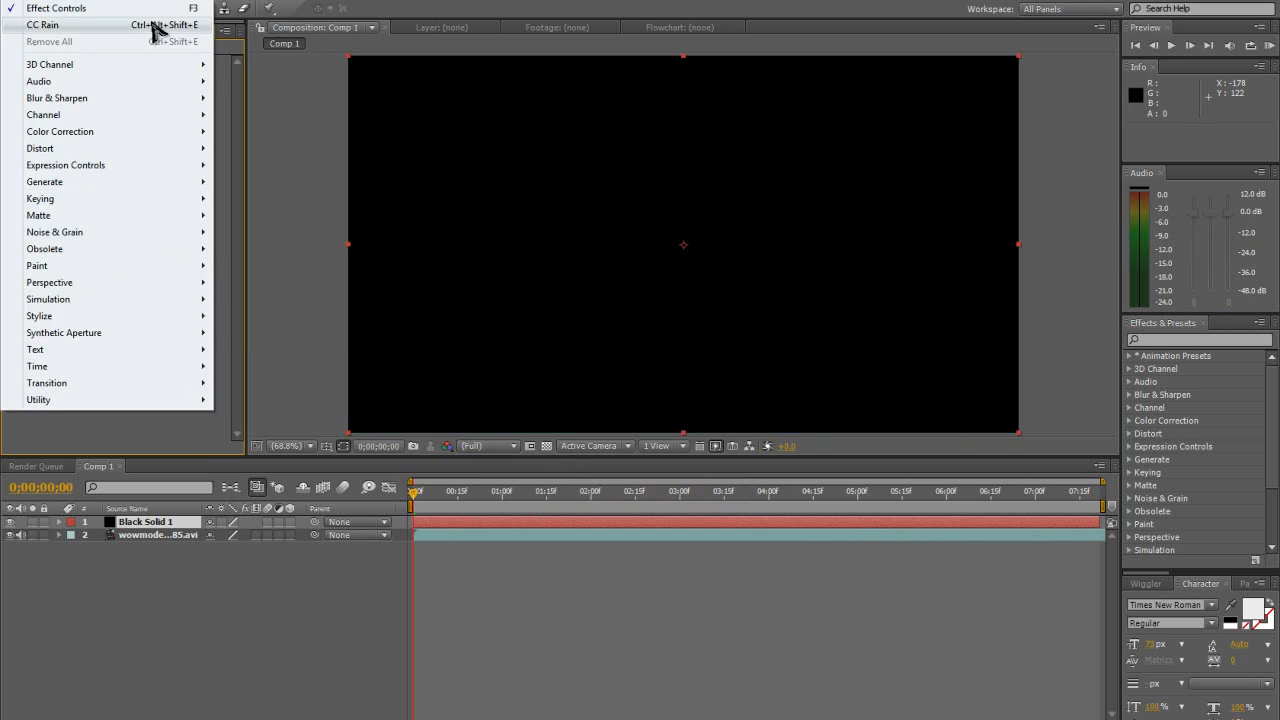 Effect Controls F3
CC Rain Ctrl+Alt+Shift+E
Remove All Ctrl+Shift+E
3D Channel
Audio
Blur & Sharpen
Channel
Color Correction
Distort
Expression Controls
Generate
Keying
Matte
Noise & Grain
Obsolete
Paint
Perspective
Simulation
Stylize
Synthetic Aperture
Text
Time
Transition
Utility
Composition: Comp 1
Layer: (none)
Footage: (none)
Flowchart: (none)
Comp 1
Workspace: All Panels
Search Help
Preview
Info
R:
G:
B:
A: 0
X: -178
Y: 122
Audio
0.0
-3.0
-6.0
-9.0
-12.0
-15.0
-18.0
-21.0
-24.0
12.0 dB
0.0 dB
-12.0
-24.0
-36.0
-48.0 dB
Effects & Presets
* Animation Presets
3D Channel
Audio
Blur & Sharpen
Channel
Color Correction
Distort
Expression Controls
Generate
Keying
Matte
Noise & Grain
Obsolete
Paint
Perspective
Simulation
(68.8%) 0;00;00;00 (Full) Active Camera 1 View +0.0
Render Queue Comp 1
0;00;00;00
00:15f 01:00f 01:15f 02:00f 02:15f 03:00f 03:15f 04:00f 04:15f 05:00f 05:15f 06:00f 06:15f 07:00f 07:15f
# Source Name Parent
1 Black Solid 1 None
2 wowmode...85.avi None
Wiggler Character Pa
Times New Roman
Regular
73 px Auto
Metrics 0
- px
100 % 100 %